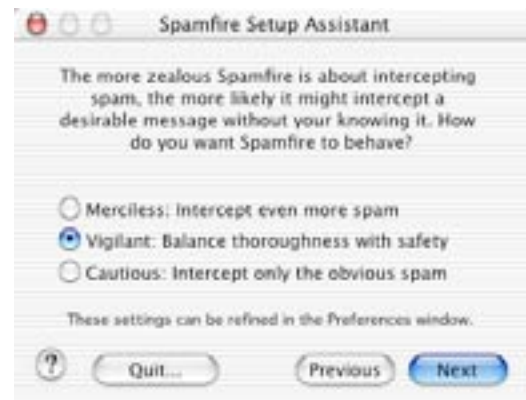 Spamfire Setup Assistant
The more zealous Spamfire is about intercepting
spam, the more likely it might intercept a
desirable message without your knowing it. How
do you want Spamfire to behave?
Merciless: Intercept even more spam
Vigilant: Balance thoroughness with safety
Cautious: Intercept only the obvious spam
These settings can be refined in the Preferences window.
? Quit... Previous Next